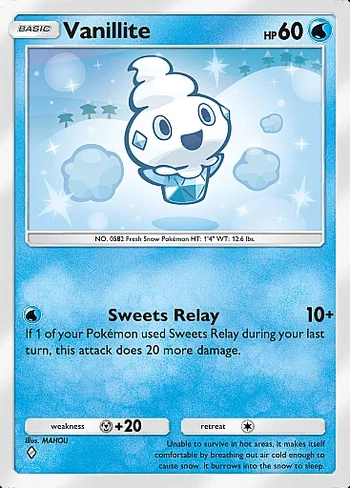 BASIC Vanillite HP 60
NO. 0582 Fresh Snow Pokémon HT: 1'4" WT: 12.6 lbs.
Sweets Relay 10+
If 1 of your Pokémon used Sweets Relay during your last
turn, this attack does 20 more damage.
weakness +20 retreat
Illus. MAHOU
Unable to survive in hot areas, it makes itself
comfortable by breathing out air cold enough to
cause snow. It burrows into the snow to sleep.